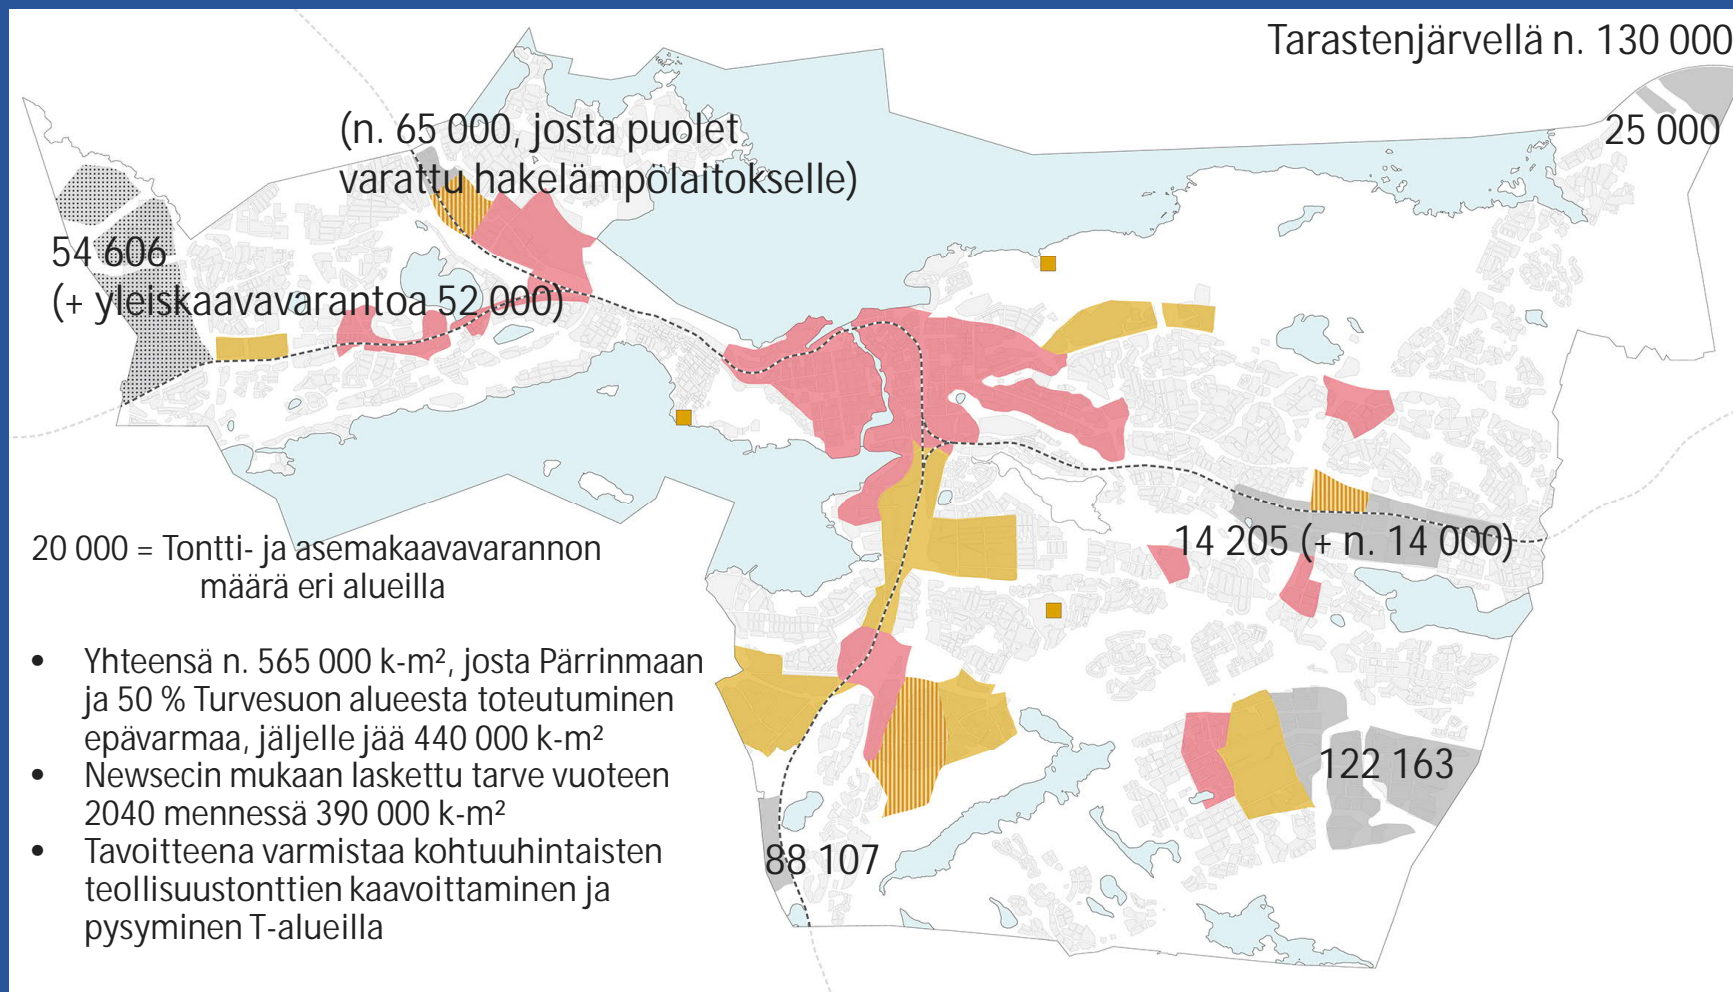 Tarastenjärvellä n. 130 000
25 000
(n. 65 000, josta puolet
varattu hakelämpölaitokselle)
54 606
(+ yleiskaavavarantoa 52 000)
14 205 (+ n. 14 000)
20 000 = Tontti- ja asemakaavavarannon
määrä eri alueilla
• Yhteensä n. 565 000 k-m², josta Pärrinmaan
ja 50 % Turvesuon alueesta toteutuminen
epävarmaa, jäljelle jää 440 000 k-m²
• Newsecin mukaan laskettu tarve vuoteen
2040 mennessä 390 000 k-m²
• Tavoitteena varmistaa kohtuuhintaisten
teollisuustonttien kaavoittaminen ja
pysyminen T-alueilla
122 163
88 107